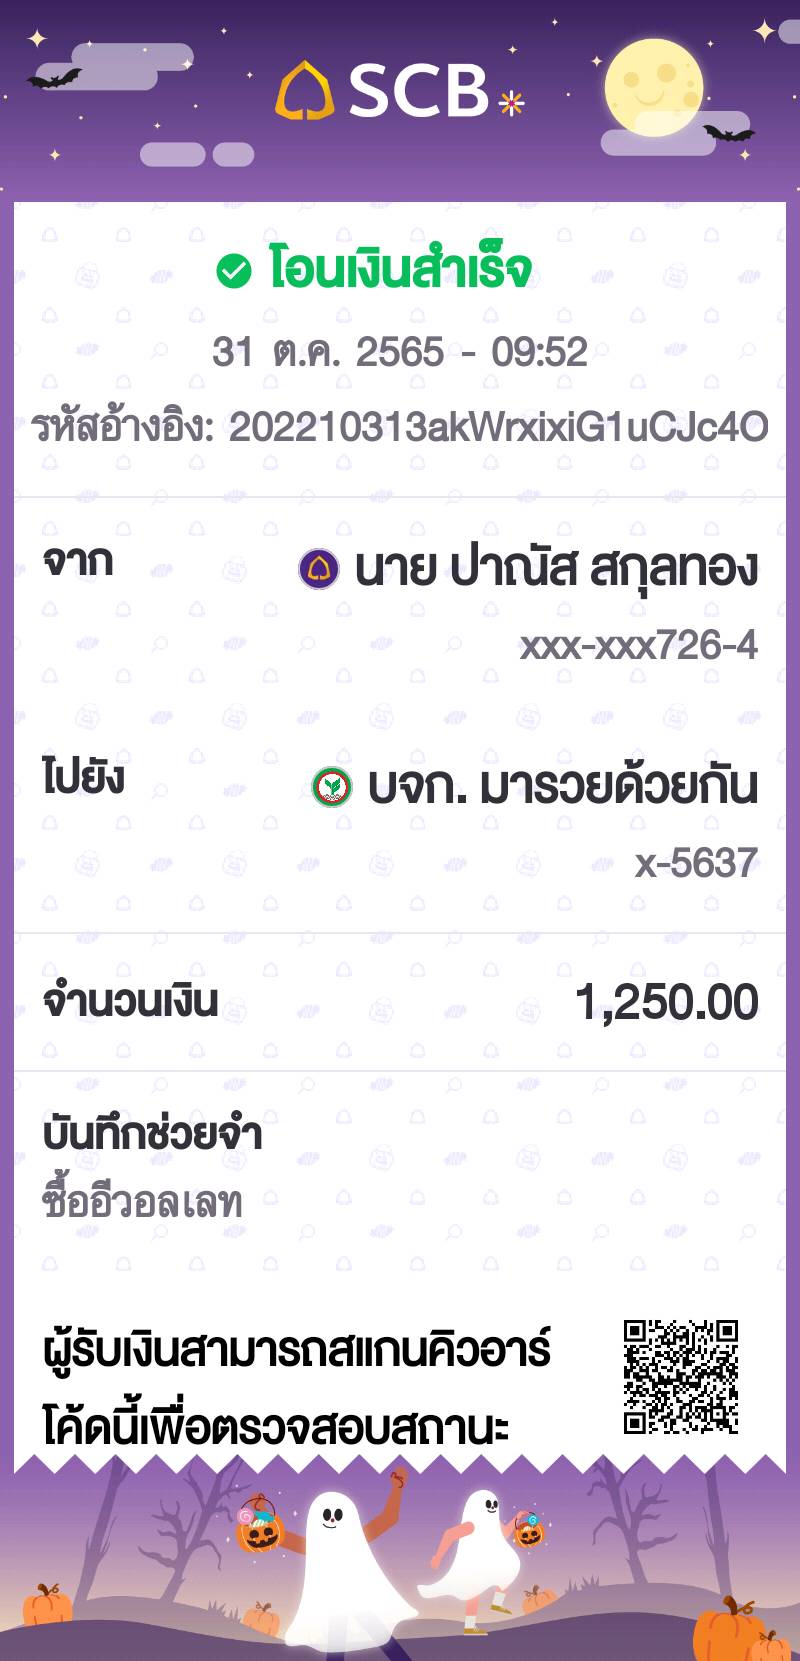 SCB
โอนเงินสำเร็จ
31 ต.ค. 2565 - 09:52
รหัสอ้างอิง: 202210313akWrxixiG1uCJc4O
จาก
นาย ปาณัส สกุลทอง
xxx-xxx726-4
ไปยัง
บจก. มารวยด้วยกัน
x-5637
จำนวนเงิน
1,250.00
บันทึกช่วยจำ
ซื้ออีวอลเลท
ผู้รับเงินสามารถสแกนคิวอาร์
โค้ดนี้เพื่อตรวจสอบสถานะ